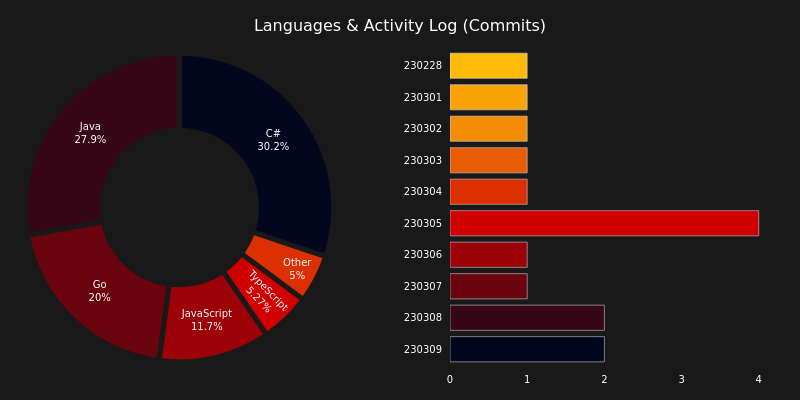 Languages & Activity Log (Commits)
C#
30.2%
Java
27.9%
Go
20%
JavaScript
11.7%
TypeScript
5.27%
Other
5%
230228
230301
230302
230303
230304
230305
230306
230307
230308
230309
0 1 2 3 4